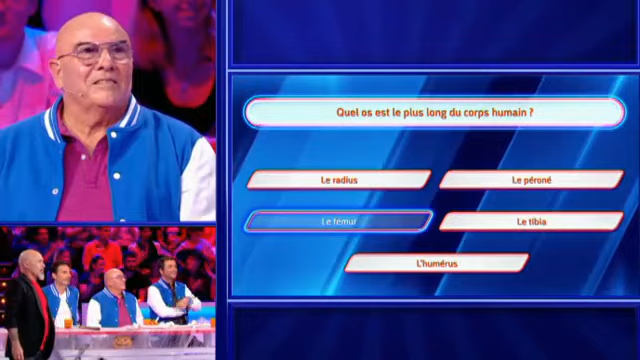 Quel os est le plus long du corps humain ?
Le radius
Le péroné
Le fémur
Le tibia
L'humérus